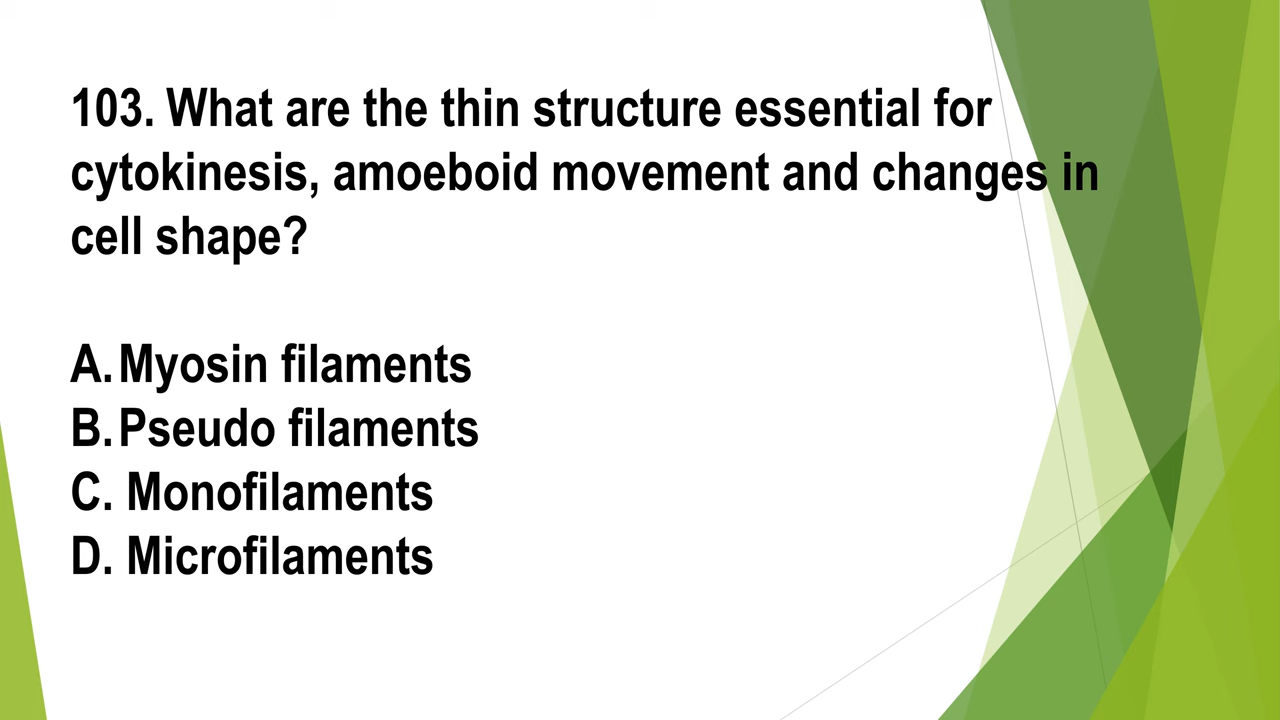 103. What are the thin structure essential for
cytokinesis, amoeboid movement and changes in
cell shape?
A. Myosin filaments
B. Pseudo filaments
C. Monofilaments
D. Microfilaments